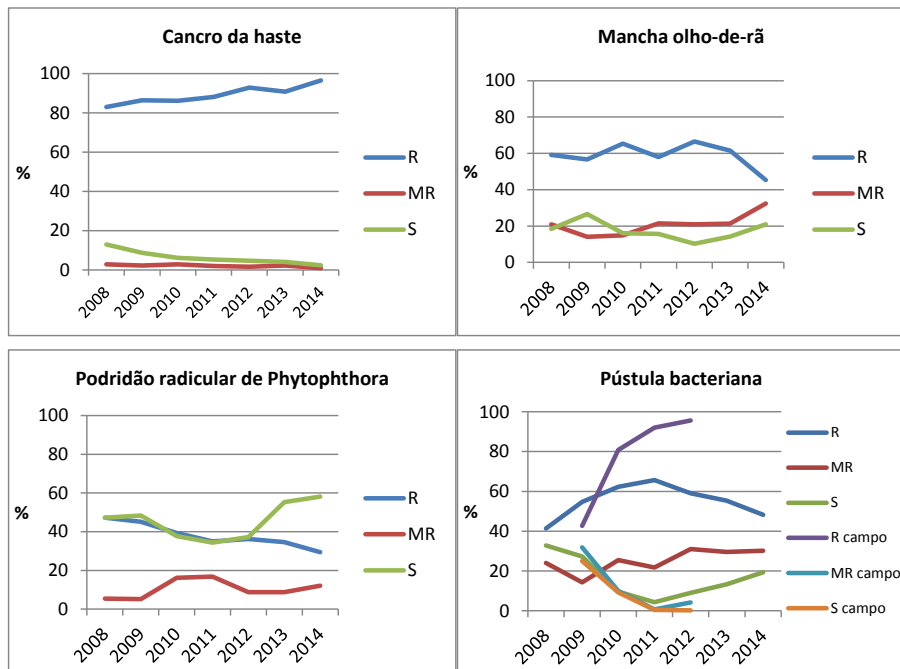 Cancro da haste
100
80
60
40
20
0
%
2008
2009
2010
2011
2012
2013
2014
R
MR
S
Mancha olho-de-rã
100
80
60
40
20
0
%
2008
2009
2010
2011
2012
2013
2014
R
MR
S
Podridão radicular de Phytophthora
100
80
60
40
20
0
%
2008
2009
2010
2011
2012
2013
2014
R
MR
S
Pústula bacteriana
100
80
60
40
20
0
%
2008
2009
2010
2011
2012
2013
2014
R
MR
S
R campo
MR campo
S campo